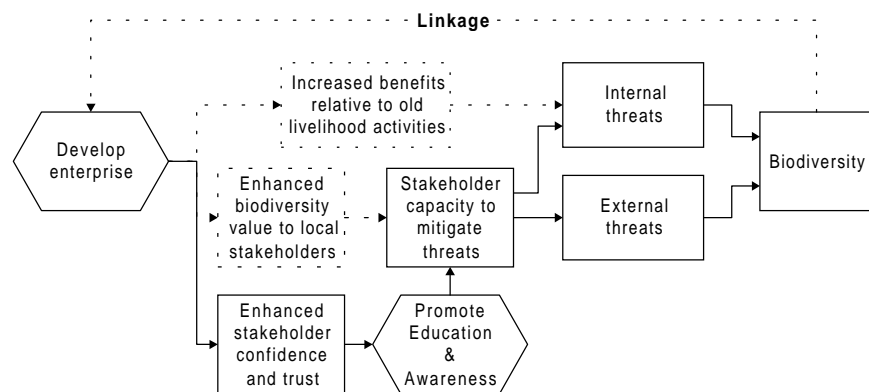 Linkage
Increased benefits
relative to old
livelihood activities
Internal
threats
Develop
enterprise
Biodiversity
Enhanced
biodiversity
value to local
stakeholders
Stakeholder
capacity to
mitigate
threats
External
threats
Enhanced
stakeholder
confidence
and trust
Promote
Education
&
Awareness